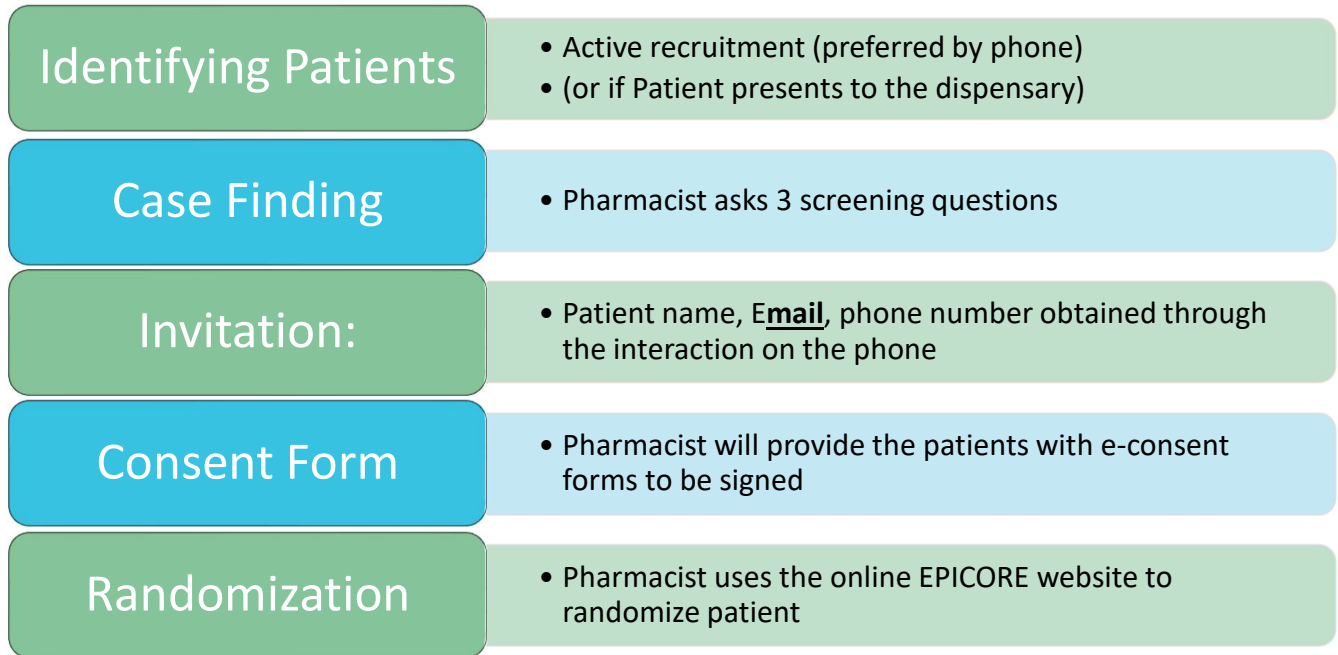 Identifying Patients
• Active recruitment (preferred by phone)
• (or if Patient presents to the dispensary)
Case Finding
• Pharmacist asks 3 screening questions
Invitation:
• Patient name, Email, phone number obtained through
the interaction on the phone
Consent Form
• Pharmacist will provide the patients with e-consent
forms to be signed
Randomization
• Pharmacist uses the online EPICORE website to
randomize patient